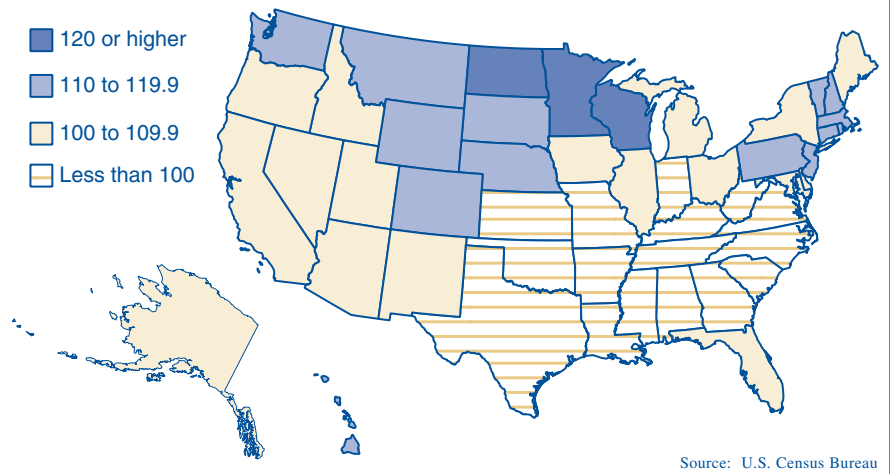 120 or higher
110 to 119.9
100 to 109.9
Less than 100
Source: U.S. Census Bureau